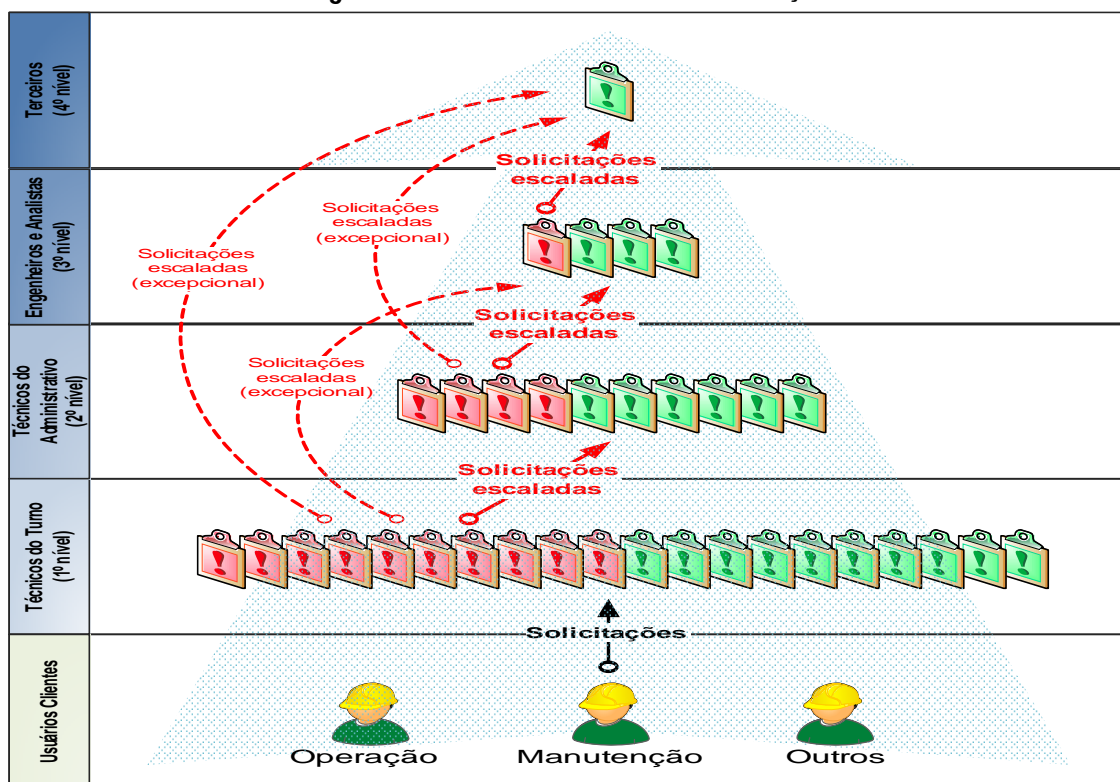 Terceiros
(4º nível)
Solicitações
escaladas
Engenheiros e Analistas
(3º nível)
Solicitações
escaladas
(excepcional)
Solicitações
escaladas
(excepcional)
Solicitações
escaladas
Técnicos do
Administrativo
(2º nível)
Solicitações
escaladas
(excepcional)
Solicitações
escaladas
Técnicos do Turno
(1º nível)
Solicitações
Usuários Clientes
Operação
Manutenção
Outros